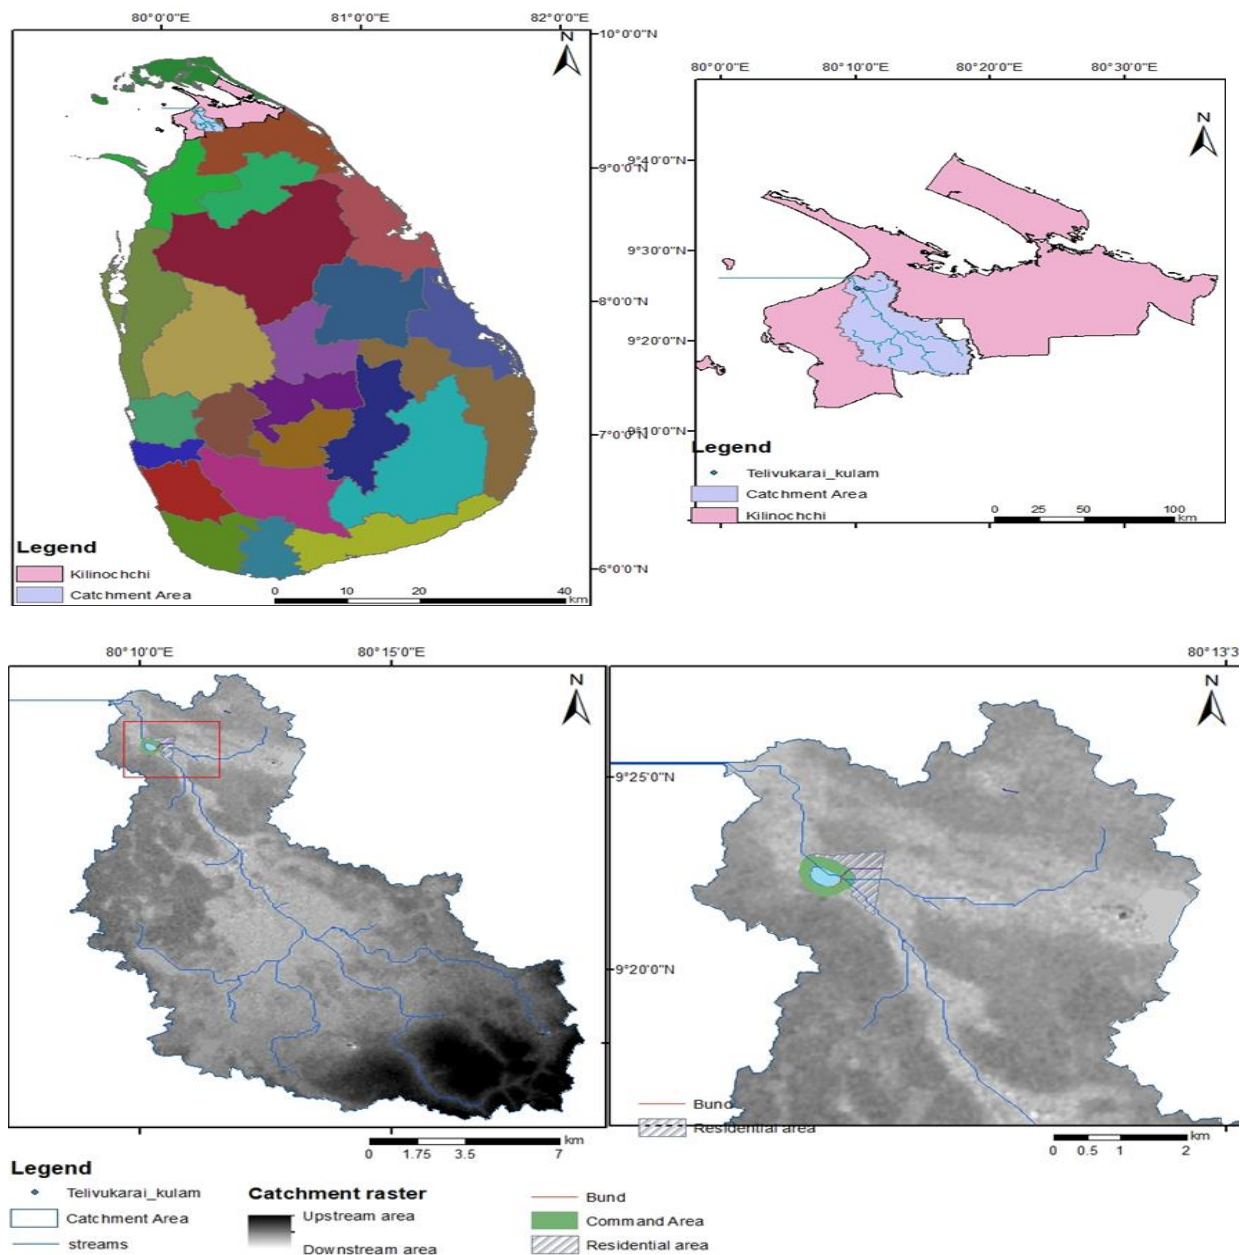 80°0'0"E 81°0'0"E 82°0'0"E
10°0'0"N
N
9°0'0"N
8°0'0"N
7°0'0"N
6°0'0"N
Legend
Kilinochchi
Catchment Area
0 10 20 40
km
80°0'0"E 80°10'0"E 80°20'0"E 80°30'0"E
N
9°40'0"N
9°30'0"N
9°20'0"N
9°10'0"N
Legend
Telivukarai_kulam
Catchment Area
Kilinochchi
0 25 50 100
km
80°10'0"E 80°15'0"E
N
9°25'0"N
9°20'0"N
km
0 1.75 3.5 7
80°13'3
N
Bund
Residential area
km
0 0.5 1 2
Legend
Telivukarai_kulam
Catchment Area
streams
Catchment raster
Upstream area
Downstream area
Bund
Command Area
Residential area